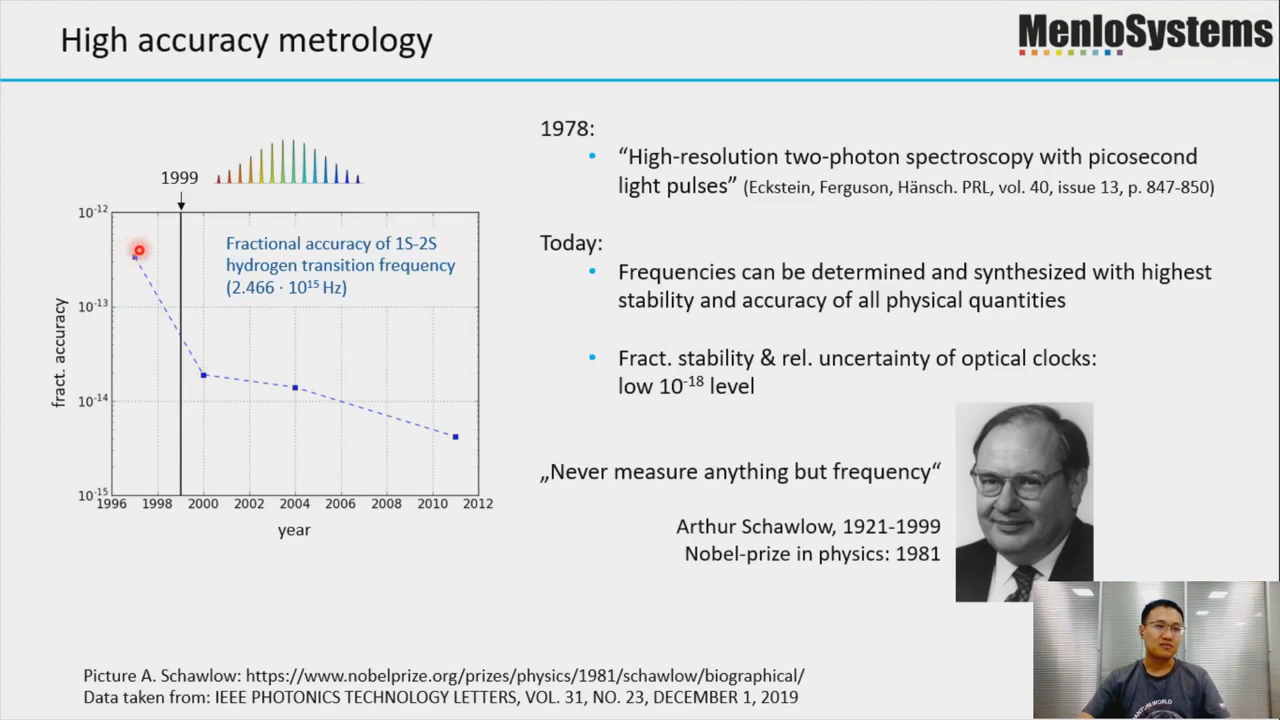 High accuracy metrology
MenloSystems
1999
10-12
10-13
10-14
10-15
fract. accuracy
Fractional accuracy of 1S-2S
hydrogen transition frequency
(2.466 · 10¹⁵ Hz)
1996 1998 2000 2002 2004 2006 2008 2010 2012
year
1978:
• “High-resolution two-photon spectroscopy with picosecond
light pulses” (Eckstein, Ferguson, Hänsch. PRL, vol. 40, issue 13, p. 847-850)
Today:
• Frequencies can be determined and synthesized with highest
stability and accuracy of all physical quantities
• Fract. stability & rel. uncertainty of optical clocks:
low 10⁻¹⁸ level
„Never measure anything but frequency“
Arthur Schawlow, 1921-1999
Nobel-prize in physics: 1981
Picture A. Schawlow: https://www.nobelprize.org/prizes/physics/1981/schawlow/biographical/
Data taken from: IEEE PHOTONICS TECHNOLOGY LETTERS, VOL. 31, NO. 23, DECEMBER 1, 2019
WORLD